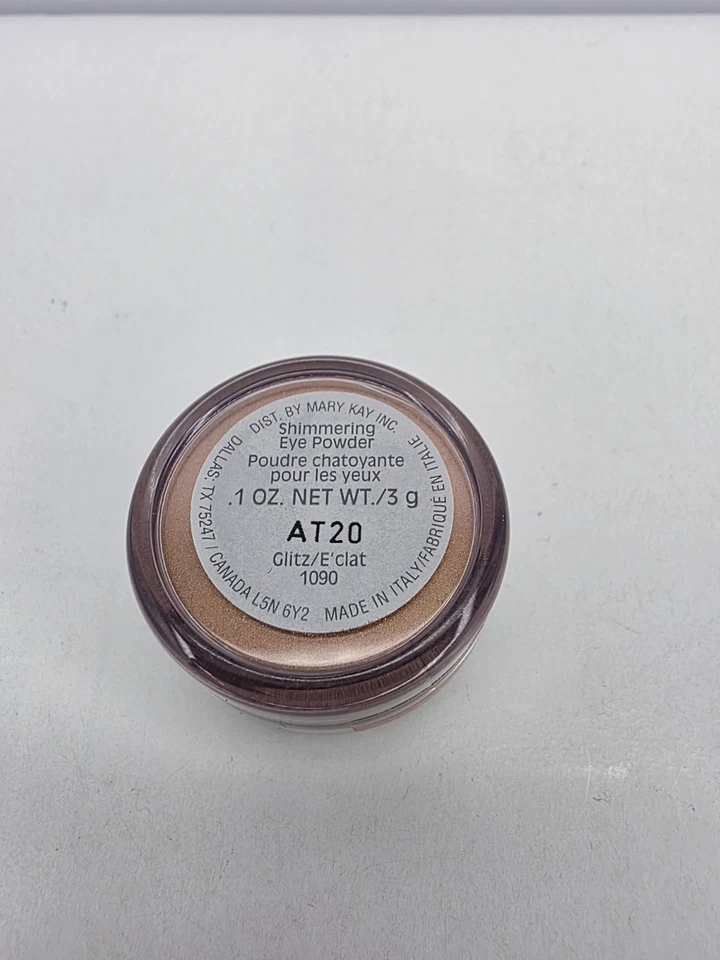 DIST. BY MARY KAY INC.
Shimmering
Eye Powder
Poudre chatoyante
pour les yeux
.1 OZ. NET WT./3 g
AT20
Glitz/E'clat
1090
DALLAS, TX 75247 / CANADA L5N 6Y2
MADE IN ITALY/FABRIQUÉ EN ITALIE